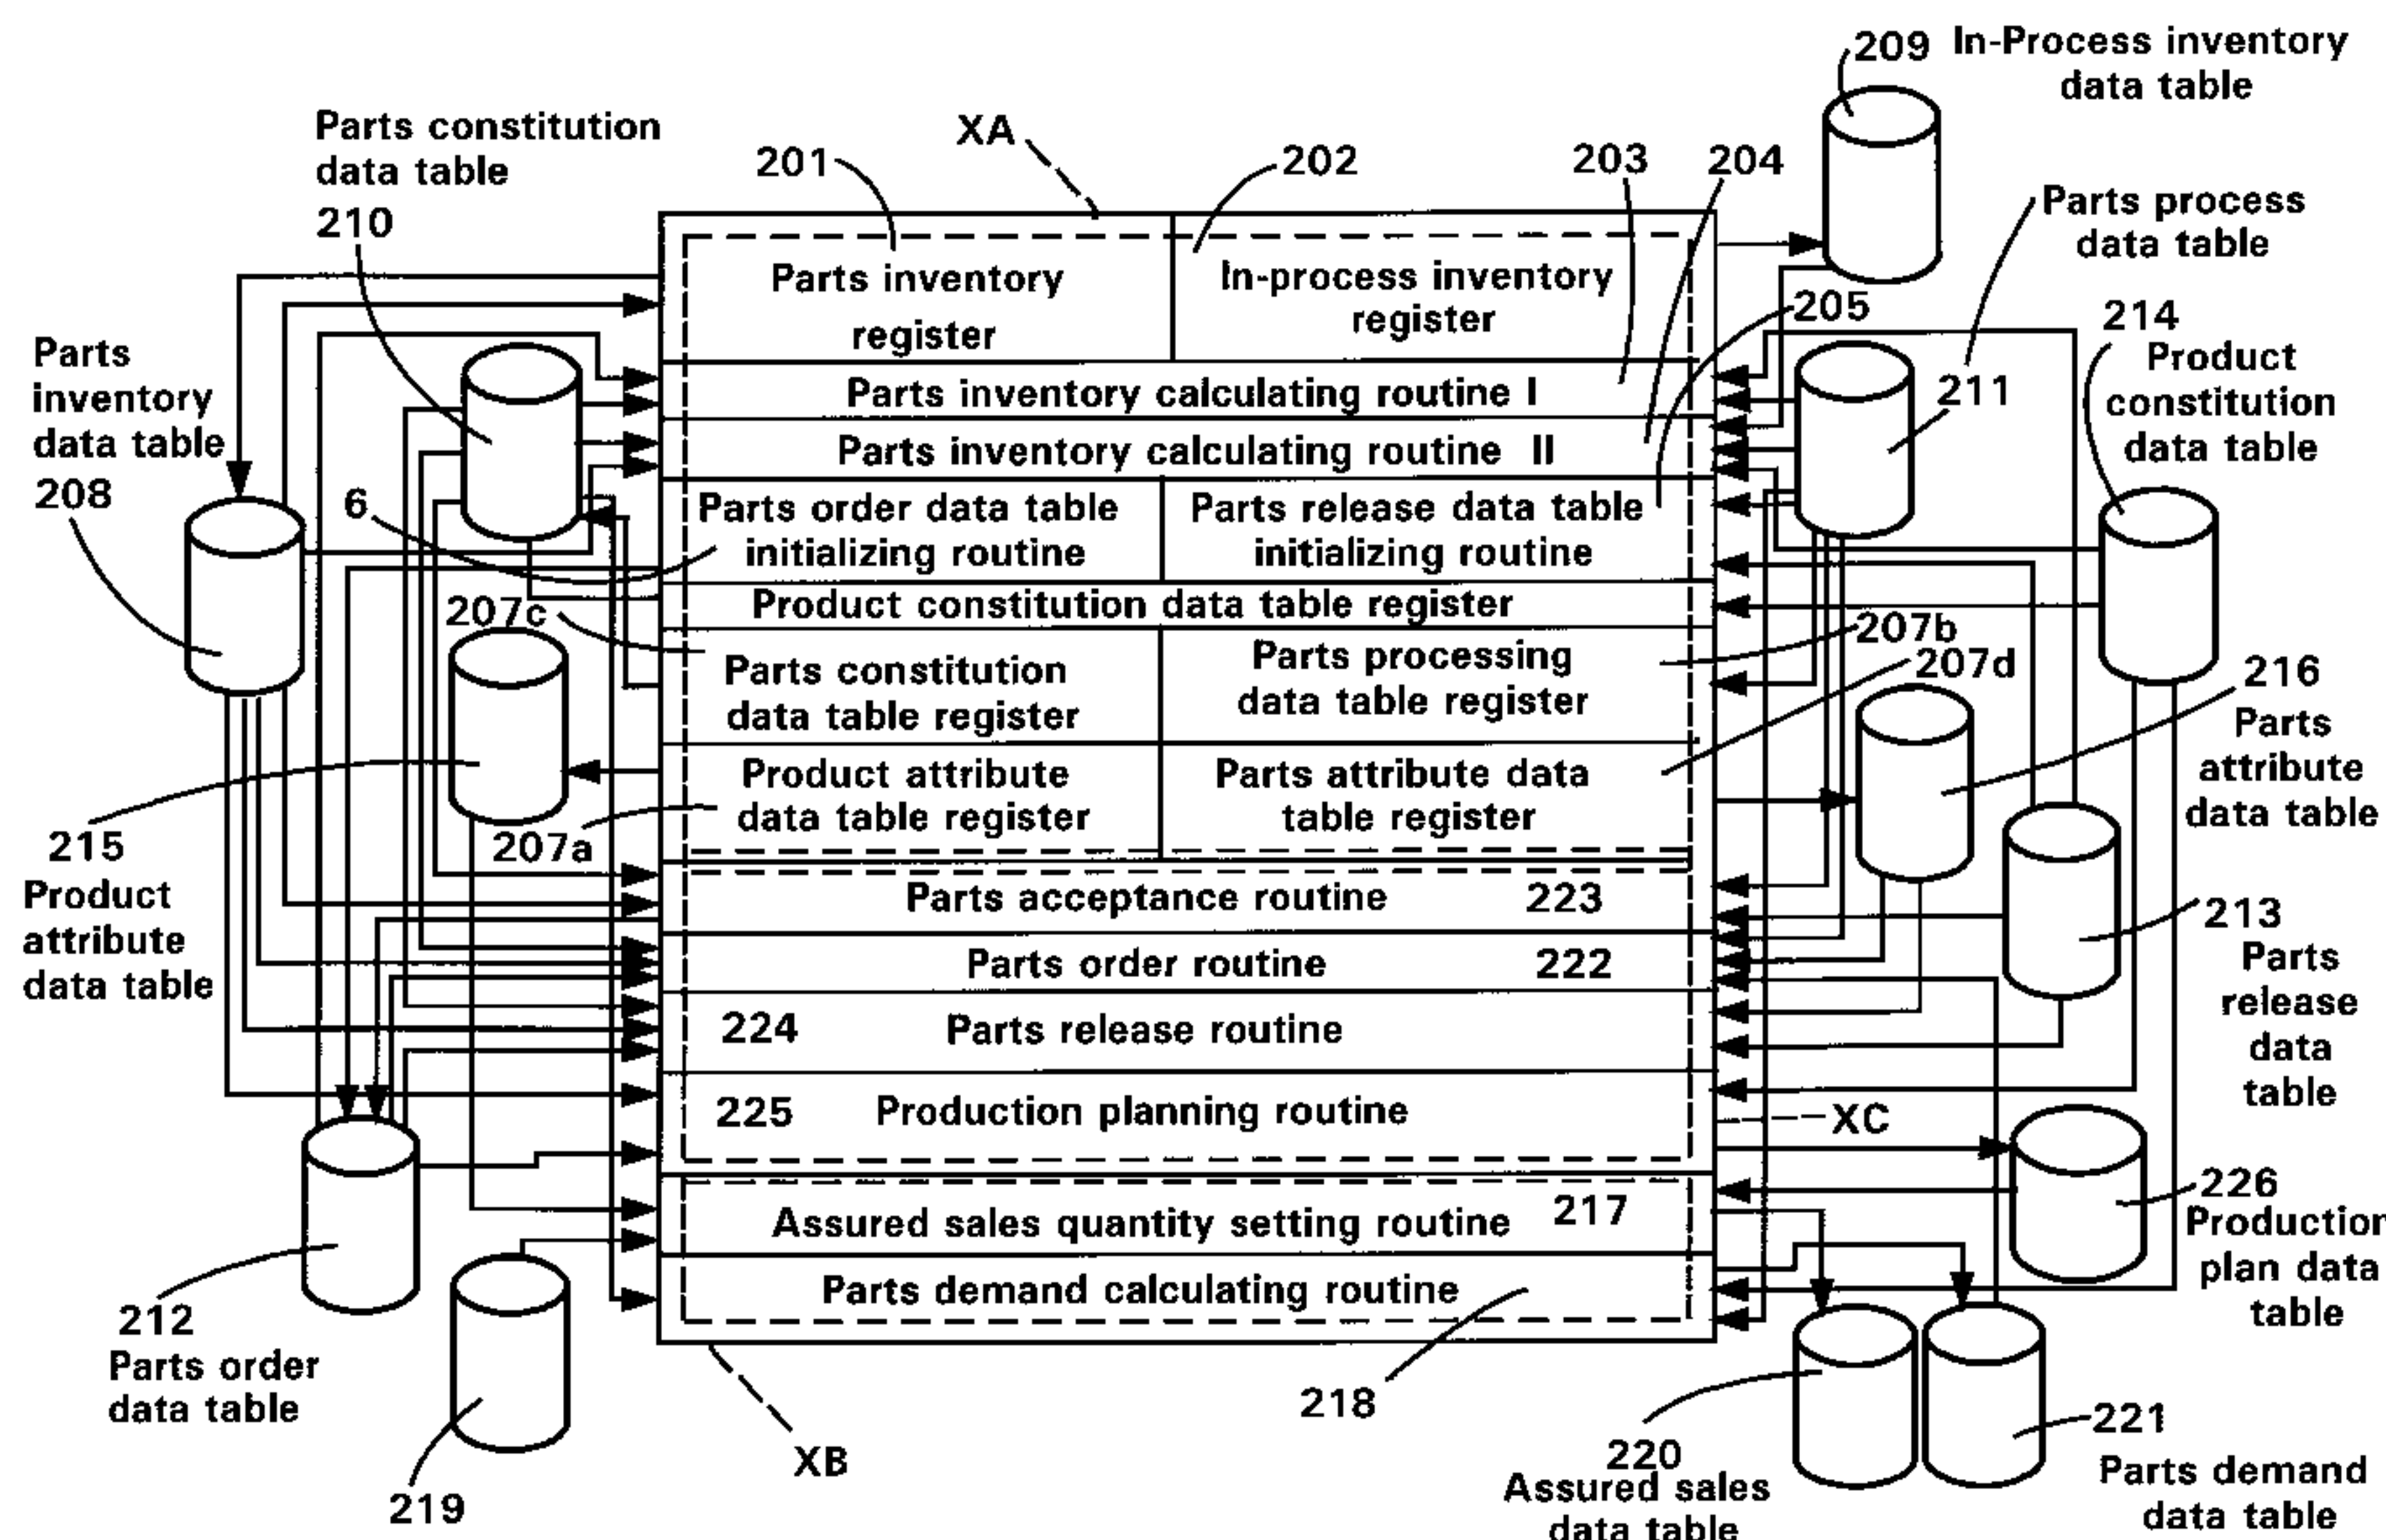 209 In-Process inventory
data table
Parts constitution
data table
210
201
XA
202
203
204
Parts process
data table
211
205
214
Product
constitution
data table
Parts
inventory
data table
208
6
Parts inventory
register
In-process inventory
register
Parts inventory calculating routine I
Parts inventory calculating routine II
Parts order data table
initializing routine
Parts release data table
initializing routine
Product constitution data table register
207c
Parts constitution
data table register
Parts processing
data table register
207b
207d
216
Parts
attribute
data table
Product attribute
data table register
207a
Parts attribute data
table register
215
Product
attribute
data table
Parts acceptance routine 223
Parts order routine 222
224 Parts release routine
225 Production planning routine
XC
213
Parts
release
data
table
Assured sales quantity setting routine 217
Parts demand calculating routine
226
Production
plan data
table
212
Parts order
data table
219
XB
218
220
Assured sales
data table
221
Parts demand
data table